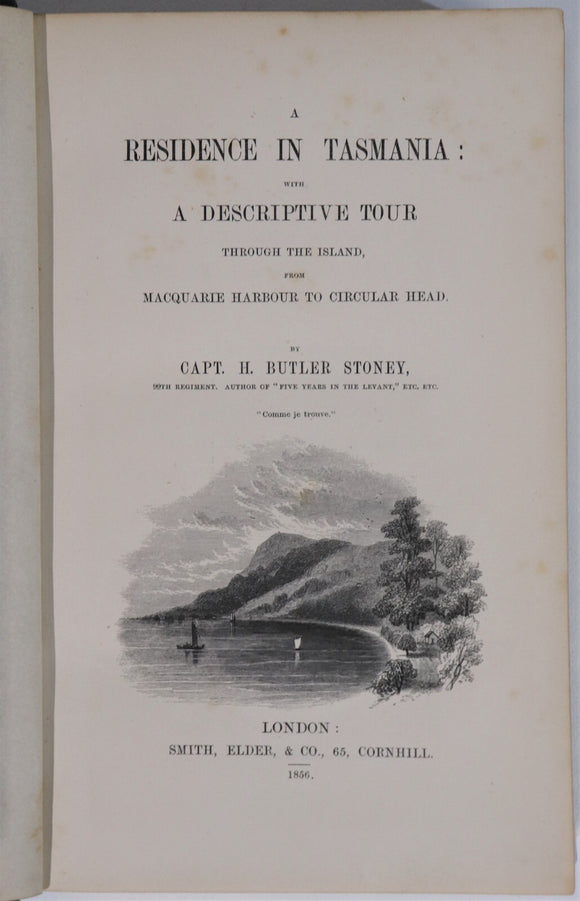 A
RESIDENCE IN TASMANIA:
WITH
A DESCRIPTIVE TOUR
THROUGH THE ISLAND,
FROM
MACQUARIE HARBOUR TO CIRCULAR HEAD.
BY
CAPT. H. BUTLER STONEY,
99TH REGIMENT. AUTHOR OF "FIVE YEARS IN THE LEVANT," ETC. ETC.
"Comme je trouve."
LONDON:
SMITH, ELDER, & CO., 65, CORNHILL.
1856.